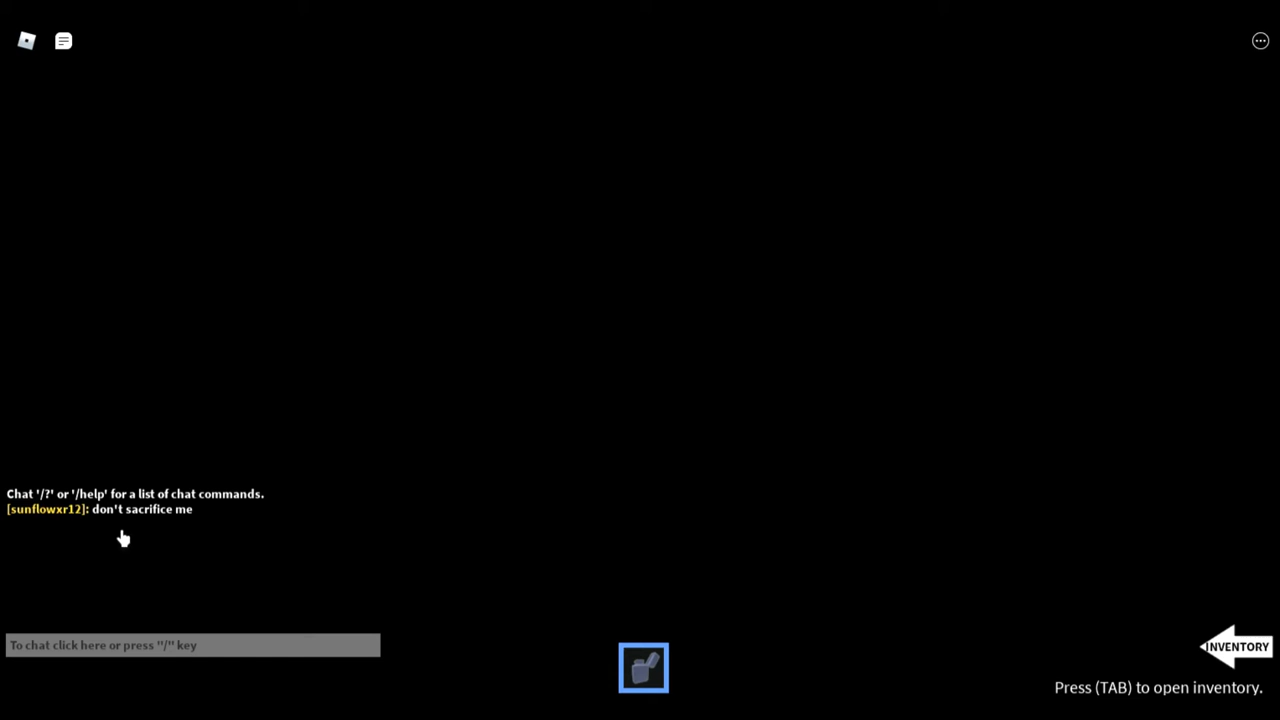 Chat '/?' or '/help' for a list of chat commands.
[sunflowxr12]: don't sacrifice me
To chat click here or press "/" key
INVENTORY
Press (TAB) to open inventory.